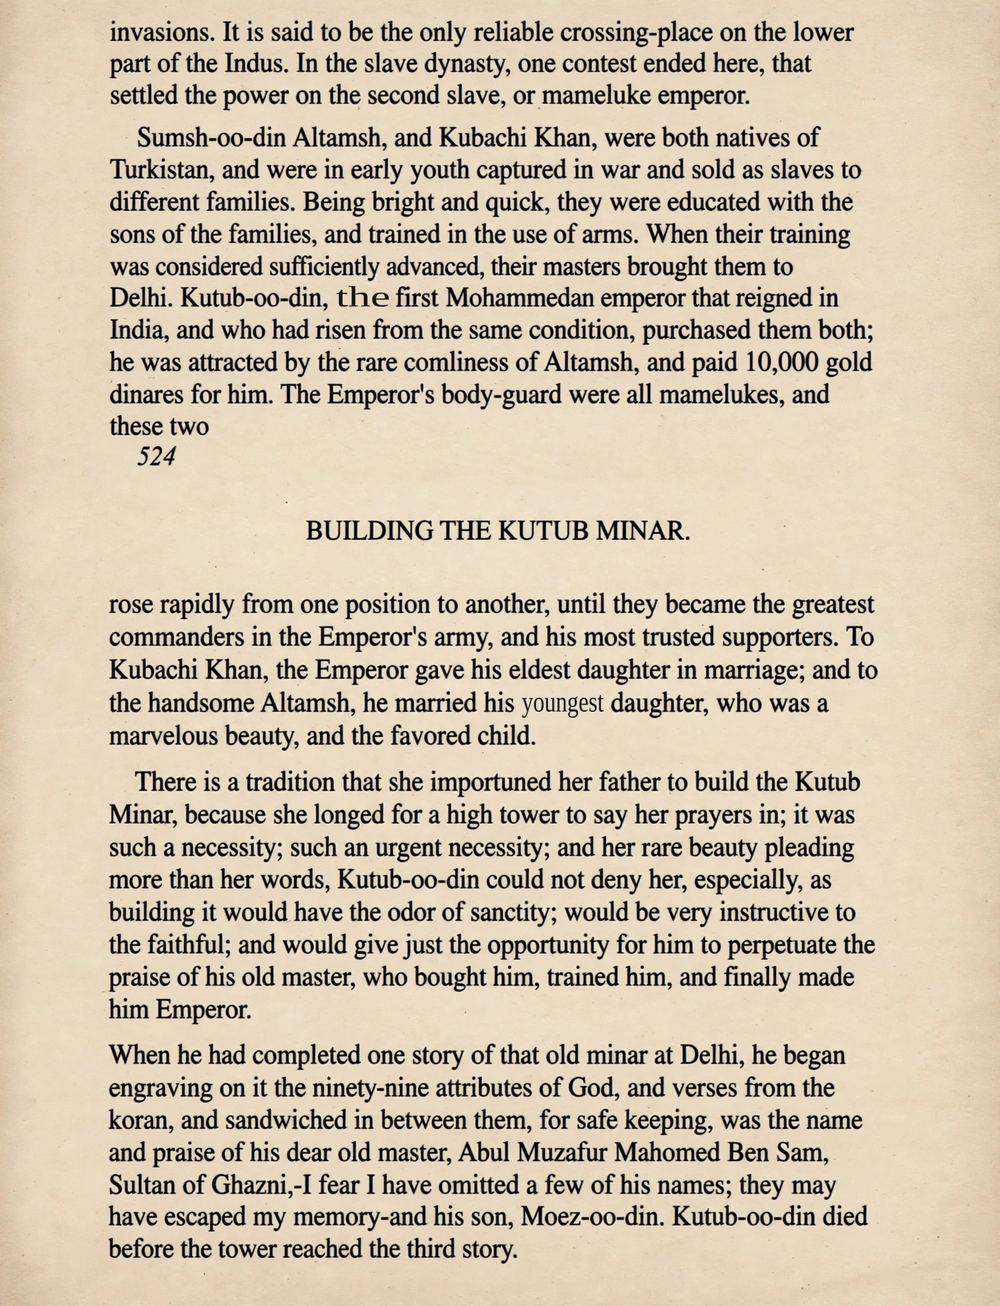 invasions. It is said to be the only reliable crossing-place on the lower
part of the Indus. In the slave dynasty, one contest ended here, that
settled the power on the second slave, or mameluke emperor.
Sumsh-oo-din Altamsh, and Kubachi Khan, were both natives of
Turkistan, and were in early youth captured in war and sold as slaves to
different families. Being bright and quick, they were educated with the
sons of the families, and trained in the use of arms. When their training
was considered sufficiently advanced, their masters brought them to
Delhi. Kutub-oo-din, the first Mohammedan emperor that reigned in
India, and who had risen from the same condition, purchased them both;
he was attracted by the rare comliness of Altamsh, and paid 10,000 gold
dinares for him. The Emperor's body-guard were all mamelukes, and
these two
524
BUILDING THE KUTUB MINAR.
rose rapidly from one position to another, until they became the greatest
commanders in the Emperor's army, and his most trusted supporters. To
Kubachi Khan, the Emperor gave his eldest daughter in marriage; and to
the handsome Altamsh, he married his youngest daughter, who was a
marvelous beauty, and the favored child.
There is a tradition that she importuned her father to build the Kutub
Minar, because she longed for a high tower to say her prayers in; it was
such a necessity; such an urgent necessity; and her rare beauty pleading
more than her words, Kutub-oo-din could not deny her, especially, as
building it would have the odor of sanctity; would be very instructive to
the faithful; and would give just the opportunity for him to perpetuate the
praise of his old master, who bought him, trained him, and finally made
him Emperor.
When he had completed one story of that old minar at Delhi, he began
engraving on it the ninety-nine attributes of God, and verses from the
koran, and sandwiched in between them, for safe keeping, was the name
and praise of his dear old master, Abul Muzafur Mahomed Ben Sam,
Sultan of Ghazni,-I fear I have omitted a few of his names; they may
have escaped my memory-and his son, Moez-oo-din. Kutub-oo-din died
before the tower reached the third story.